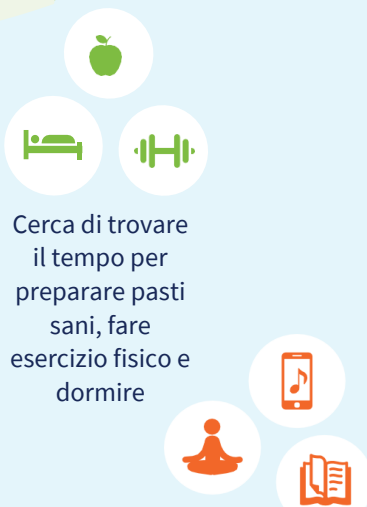 Cerca di trovare
il tempo per
preparare pasti
sani, fare
esercizio fisico e
dormire